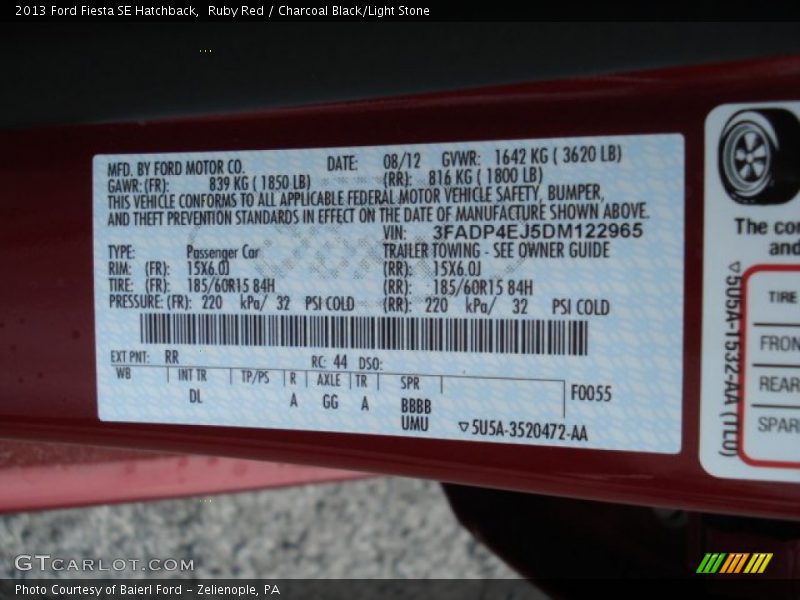 2013 Ford Fiesta SE Hatchback,  Ruby Red / Charcoal Black/Light Stone
MFD. BY FORD MOTOR CO. DATE: 08/12 GVWR: 1642 KG ( 3620 LB)
GAWR: (FR): 839 KG ( 1850 LB) (RR): 816 KG ( 1800 LB)
THIS VEHICLE CONFORMS TO ALL APPLICABLE FEDERAL MOTOR VEHICLE SAFETY, BUMPER,
AND THEFT PREVENTION STANDARDS IN EFFECT ON THE DATE OF MANUFACTURE SHOWN ABOVE.
VIN: 3FADP4EJ5DM122965
TYPE: Passenger Car TRAILER TOWING - SEE OWNER GUIDE
RIM: (FR): 15X6.0J (RR): 15X6.0J
TIRE: (FR): 185/60R15 84H (RR): 185/60R15 84H
PRESSURE: (FR): 220 kPa/ 32 PSI COLD (RR): 220 kPa/ 32 PSI COLD
EXT PNT: RR RC: 44 DSO:
WB INT TR TP/PS R AXLE TR SPR F0055
DL A GG A BBBB
UMU ▽5U5A-3520472-AA
The
and
TIRE
FRON
REAR
SPAR
▽5U5A-1532-AA (TLO)
GTCARLOT.COM
Photo Courtesy of Baierl Ford - Zelienople, PA